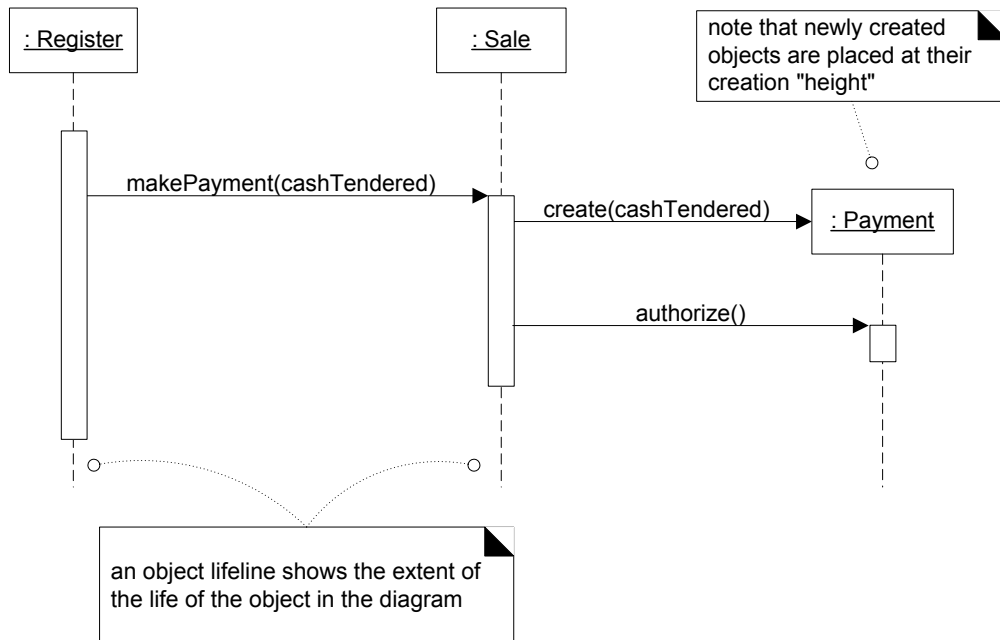 : Register
: Sale
note that newly created
objects are placed at their
creation "height"
makePayment(cashTendered)
create(cashTendered)
: Payment
authorize()
an object lifeline shows the extent of
the life of the object in the diagram